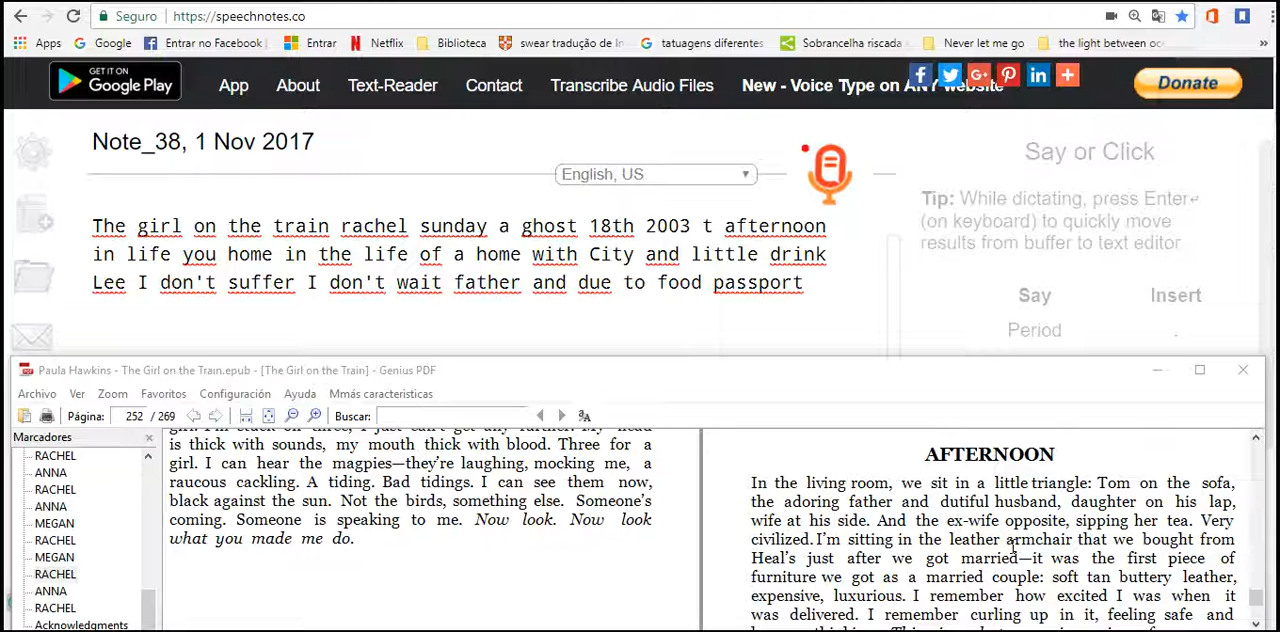 Seguro https://speechnotes.co
Apps Google Entrar no Facebook Entrar Netflix Biblioteca swear tradução de In tatuagens diferentes Sobrancelha riscada Never let me go the light between oce »
GET IT ON Google Play App About Text-Reader Contact Transcribe Audio Files New - Voice Type on ANY website Donate
Note_38, 1 Nov 2017
English, US
The girl on the train rachel sunday a ghost 18th 2003 t afternoon
in life you home in the life of a home with City and little drink
Lee I don't suffer I don't wait father and due to food passport
Say or Click
Tip: While dictating, press Enter↵
(on keyboard) to quickly move
results from buffer to text editor
Say Insert
Period .
Paula Hawkins - The Girl on the Train.epub - [The Girl on the Train] - Genius PDF
Archivo Ver Zoom Favoritos Configuración Ayuda Mmás caracteristicas
Página: 252 / 269 Buscar:
Marcadores
RACHEL
ANNA
RACHEL
ANNA
MEGAN
RACHEL
MEGAN
RACHEL
ANNA
RACHEL
Acknowledgments
girl. I'm stuck on three, I just can't get any further. My head
is thick with sounds, my mouth thick with blood. Three for a
girl. I can hear the magpies—they're laughing, mocking me, a
raucous cackling. A tiding. Bad tidings. I can see them now,
black against the sun. Not the birds, something else. Someone's
coming. Someone is speaking to me. Now look. Now look
what you made me do.
AFTERNOON
In the living room, we sit in a little triangle: Tom on the sofa,
the adoring father and dutiful husband, daughter on his lap,
wife at his side. And the ex-wife opposite, sipping her tea. Very
civilized. I'm sitting in the leather armchair that we bought from
Heal's just after we got married—it was the first piece of
furniture we got as a married couple: soft tan buttery leather,
expensive, luxurious. I remember how excited I was when it
was delivered. I remember curling up in it, feeling safe and